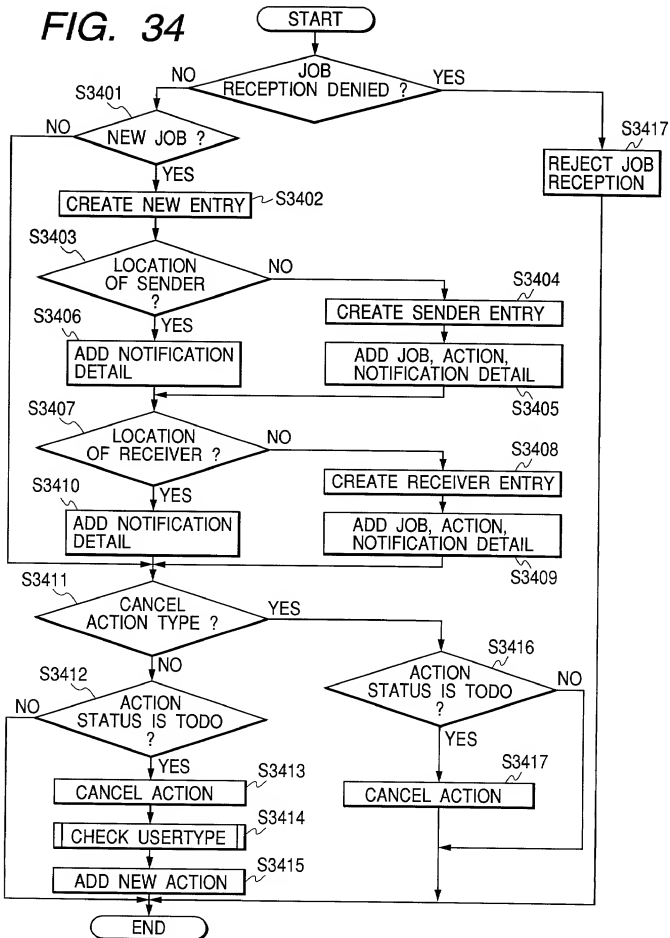 FIG. 34
START
JOB
RECEPTION DENIED ?
NO
YES
S3401
NEW JOB ?
NO
YES
S3417
REJECT JOB
RECEPTION
CREATE NEW ENTRY
S3402
S3403
LOCATION
OF SENDER
?
NO
YES
S3404
CREATE SENDER ENTRY
S3406
ADD NOTIFICATION
DETAIL
ADD JOB, ACTION,
NOTIFICATION DETAIL
S3405
S3407
LOCATION
OF RECEIVER ?
NO
YES
S3408
CREATE RECEIVER ENTRY
S3410
ADD NOTIFICATION
DETAIL
ADD JOB, ACTION,
NOTIFICATION DETAIL
S3409
S3411
CANCEL
ACTION TYPE ?
YES
NO
S3412
ACTION
STATUS IS TODO
?
NO
YES
S3416
ACTION
STATUS IS TODO
?
NO
YES
S3413
CANCEL ACTION
S3417
CANCEL ACTION
S3414
CHECK USERTYPE
S3415
ADD NEW ACTION
END